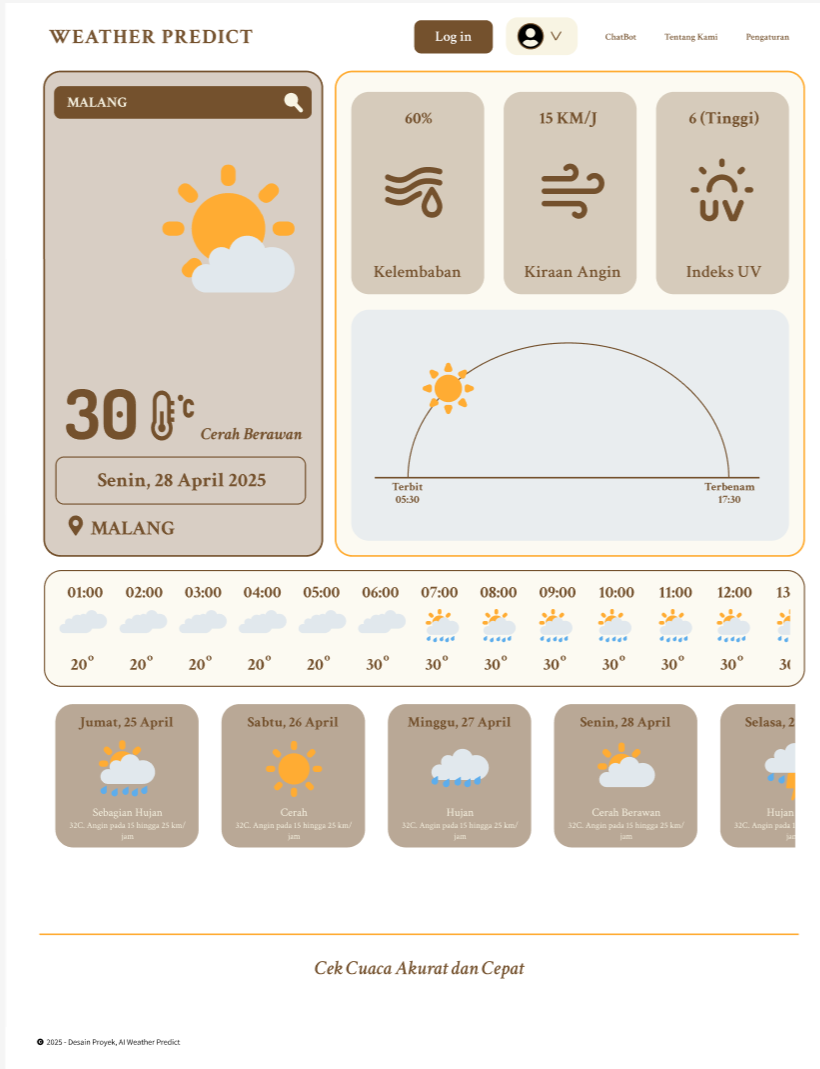 WEATHER PREDICT
Log in
ChatBot
Tentang Kami
Pengaturan
MALANG
30 °C
Cerah Berawan
Senin, 28 April 2025
MALANG
60%
Kelembaban
15 KM/J
Kiraan Angin
6 (Tinggi)
UV
Indeks UV
Terbit
05:30
Terbenam
17:30
01:00 02:00 03:00 04:00 05:00 06:00 07:00 08:00 09:00 10:00 11:00 12:00 13
20° 20° 20° 20° 20° 30° 30° 30° 30° 30° 30° 30° 30
Jumat, 25 April
Sebagian Hujan
32C. Angin pada 15 hingga 25 km/
jam
Sabtu, 26 April
Cerah
32C. Angin pada 15 hingga 25 km/
jam
Minggu, 27 April
Hujan
32C. Angin pada 15 hingga 25 km/
jam
Senin, 28 April
Cerah Berawan
32C. Angin pada 15 hingga 25 km/
jam
Selasa, 2
Hujan
32C. Angin pada 1
Cek Cuaca Akurat dan Cepat
© 2025 - Desain Proyek, AI Weather Predict